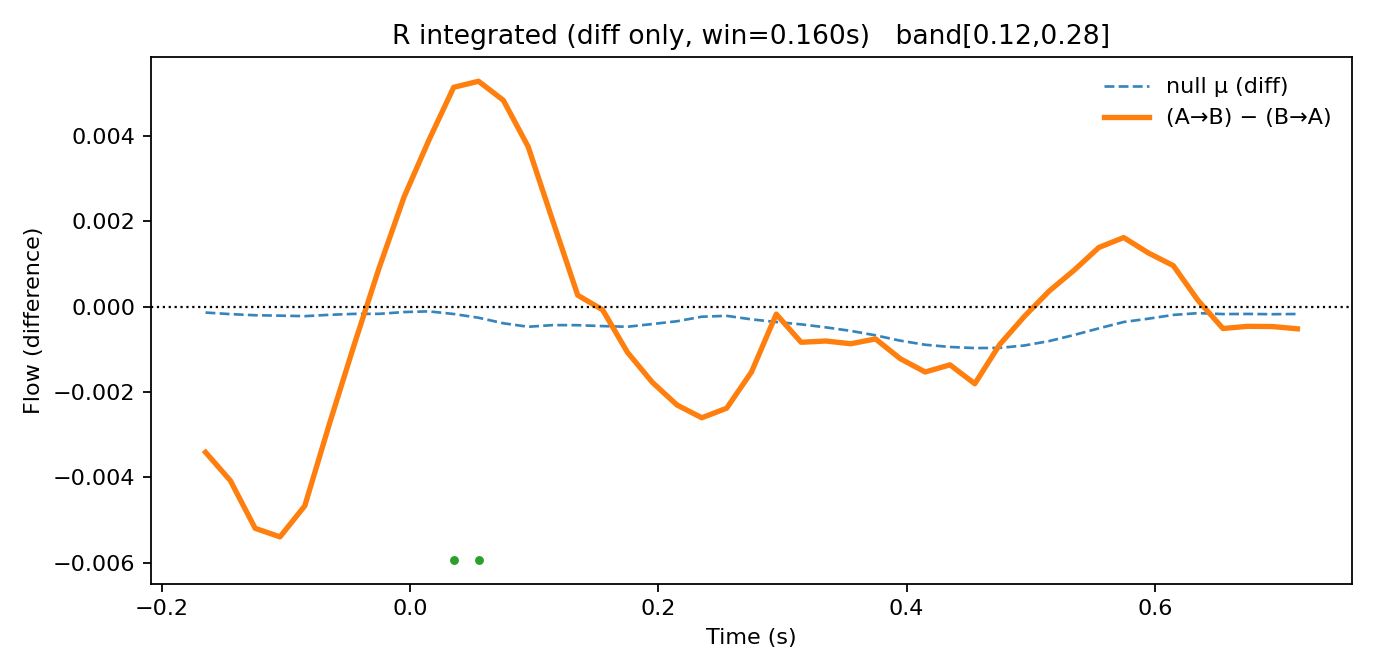 R integrated (diff only, win=0.160s)   band[0.12,0.28]
null μ (diff)
(A→B) − (B→A)
Flow (difference)
0.004
0.002
0.000
−0.002
−0.004
−0.006
−0.2
0.0
0.2
0.4
0.6
Time (s)